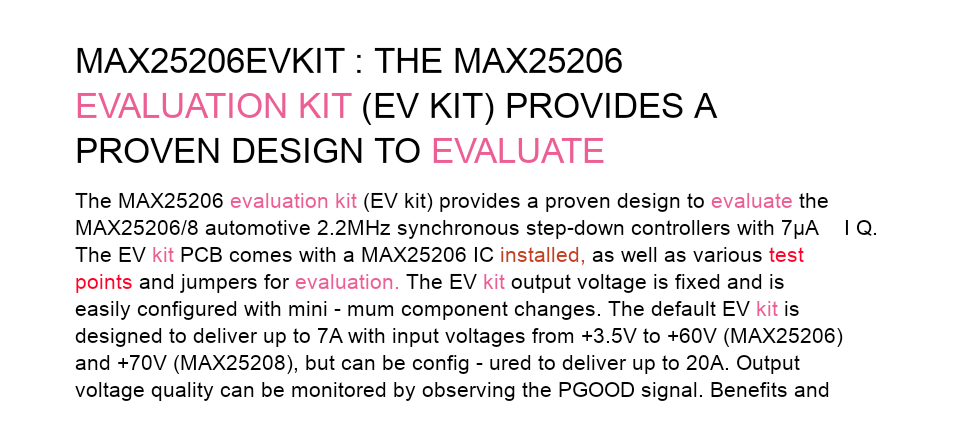 MAX25206EVKIT : THE MAX25206
EVALUATION KIT (EV KIT) PROVIDES A
PROVEN DESIGN TO EVALUATE
The MAX25206 evaluation kit (EV kit) provides a proven design to evaluate the
MAX25206/8 automotive 2.2MHz synchronous step-down controllers with 7μA I Q.
The EV kit PCB comes with a MAX25206 IC installed, as well as various test
points and jumpers for evaluation. The EV kit output voltage is fixed and is
easily configured with mini - mum component changes. The default EV kit is
designed to deliver up to 7A with input voltages from +3.5V to +60V (MAX25206)
and +70V (MAX25208), but can be config - ured to deliver up to 20A. Output
voltage quality can be monitored by observing the PGOOD signal. Benefits and